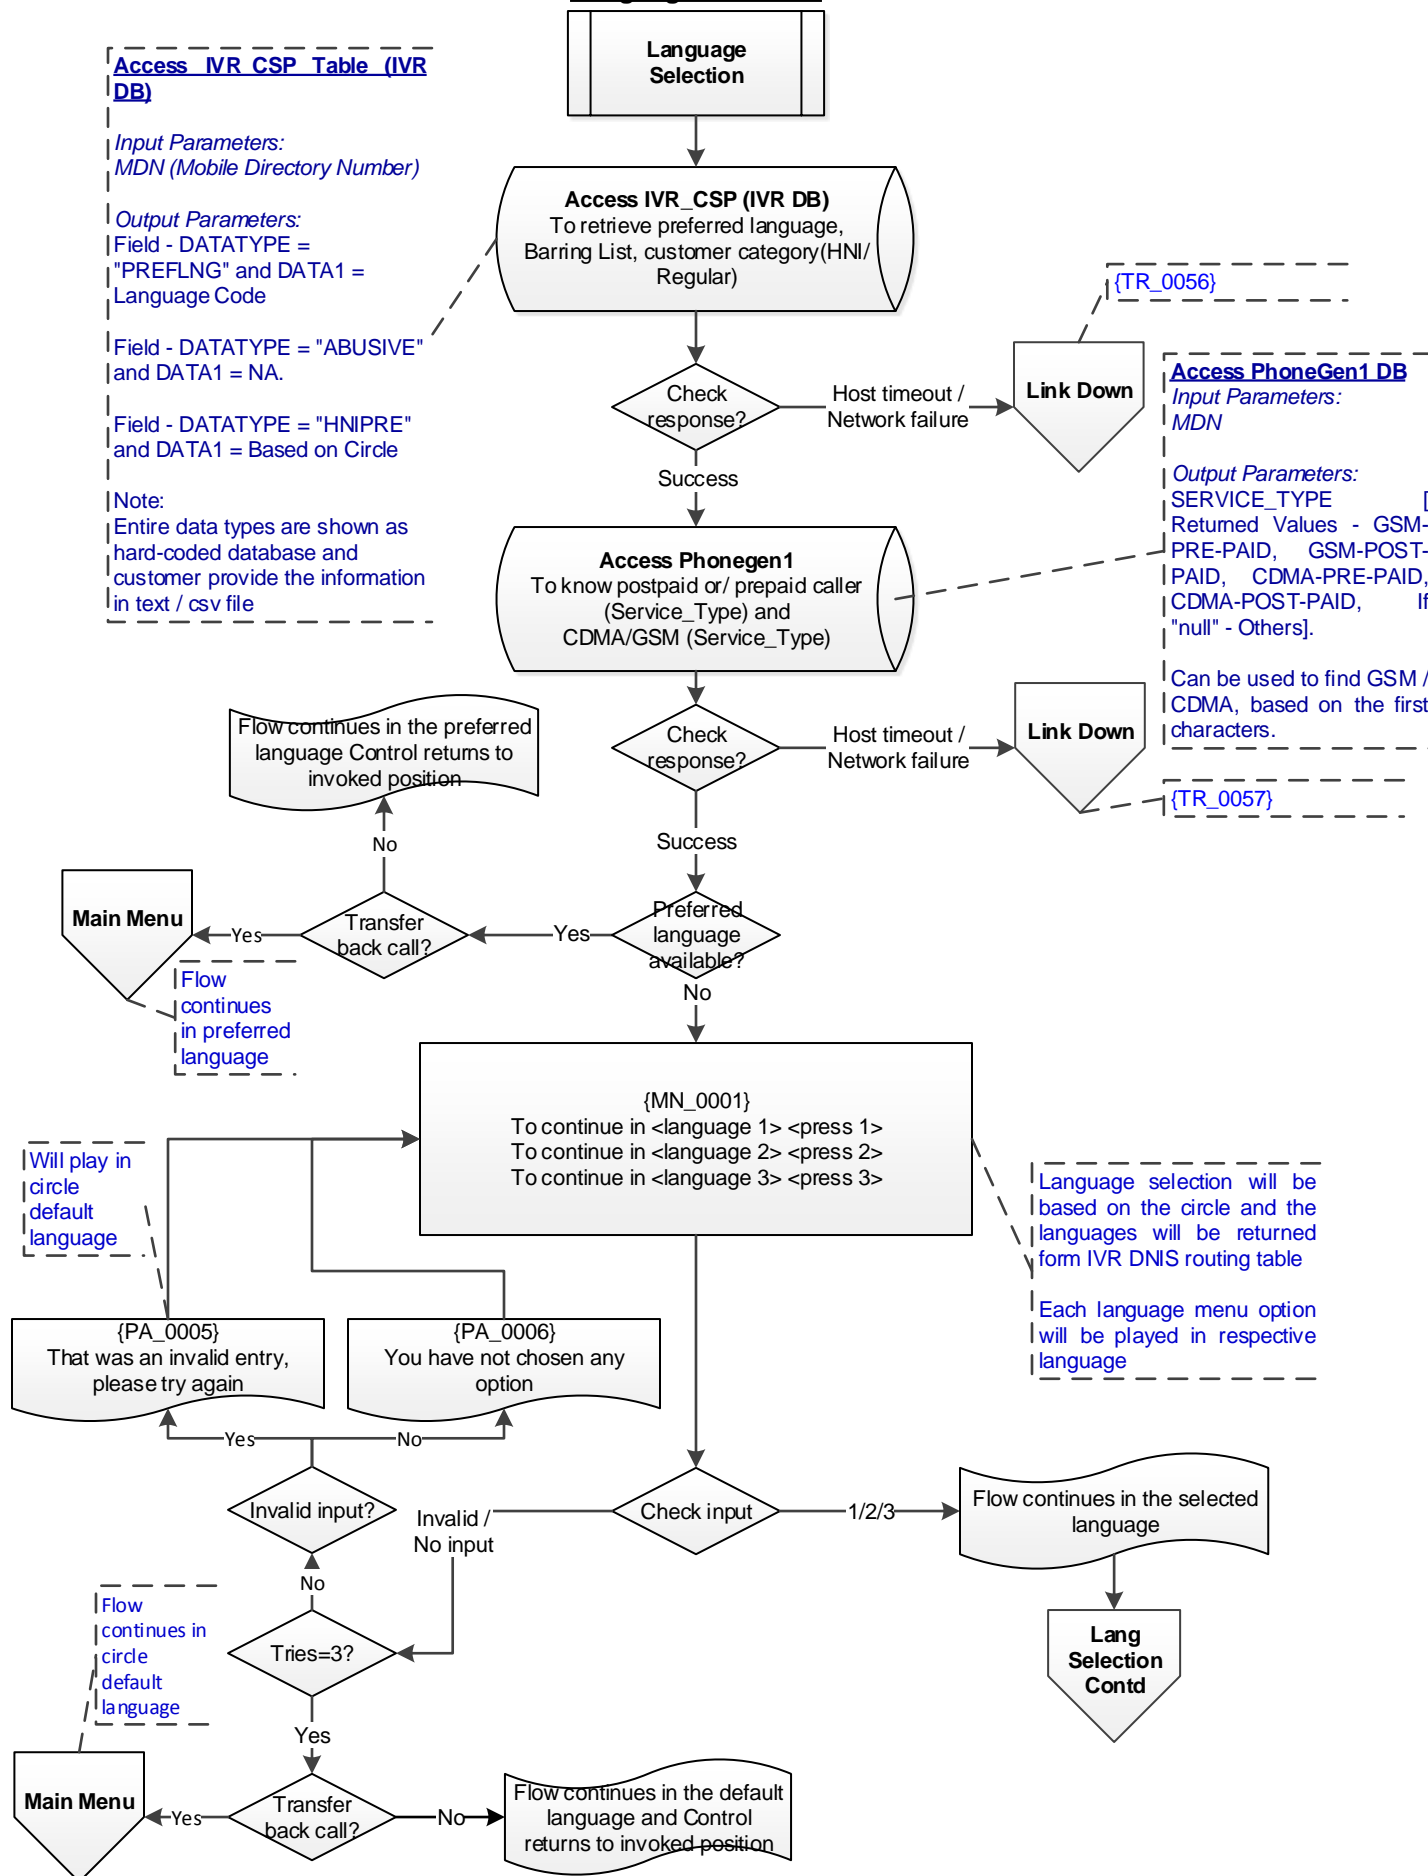 Language
Selection
Access IVR_CSP Table (IVR
DB)
Input Parameters:
MDN (Mobile Directory Number)
Output Parameters:
Field - DATATYPE =
"PREFLNG" and DATA1 =
Language Code
Field - DATATYPE = "ABUSIVE"
and DATA1 = NA.
Field - DATATYPE = "HNIPRE"
and DATA1 = Based on Circle
Note:
Entire data types are shown as
hard-coded database and
customer provide the information
in text / csv file
Access IVR_CSP (IVR DB)
To retrieve preferred language,
Barring List, customer category(HNI/
Regular)
{TR_0056}
Check
response?
Host timeout /
Network failure
Link Down
Success
Access PhoneGen1 DB
Input Parameters:
MDN
Output Parameters:
SERVICE_TYPE [
Returned Values - GSM-
PRE-PAID, GSM-POST-
PAID, CDMA-PRE-PAID,
CDMA-POST-PAID, If
"null" - Others].
Can be used to find GSM /
CDMA, based on the first
characters.
Access Phonegen1
To know postpaid or/ prepaid caller
(Service_Type) and
CDMA/GSM (Service_Type)
Flow continues in the preferred
language Control returns to
invoked position
Check
response?
Host timeout /
Network failure
Link Down
{TR_0057}
Success
No
Main Menu
Yes
Transfer
back call?
Yes
Preferred
language
available?
Flow
continues
in preferred
language
No
{MN_0001}
To continue in <language 1> <press 1>
To continue in <language 2> <press 2>
To continue in <language 3> <press 3>
Will play in
circle
default
language
Language selection will be
based on the circle and the
languages will be returned
form IVR DNIS routing table
Each language menu option
will be played in respective
language
{PA_0005}
That was an invalid entry,
please try again
{PA_0006}
You have not chosen any
option
Yes
No
Invalid input?
Invalid /
No input
Check input
1/2/3
Flow continues in the selected
language
No
Flow
continues in
circle
default
language
Tries=3?
Lang
Selection
Contd
Yes
Main Menu
Yes
Transfer
back call?
No
Flow continues in the default
language and Control
returns to invoked position